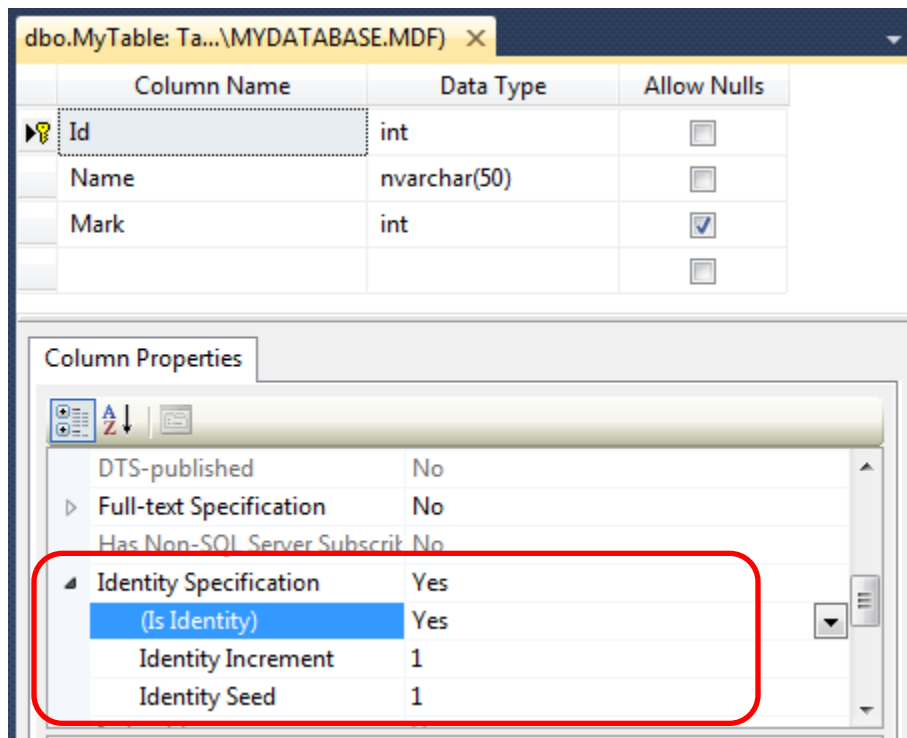 dbo.MyTable: Ta...\MYDATABASE.MDF)
Column Name Data Type Allow Nulls
Id int
Name nvarchar(50)
Mark int
Column Properties
A
Z
DTS-published No
Full-text Specification No
Has Non-SQL Server Subscrib No
Identity Specification Yes
(Is Identity) Yes
Identity Increment 1
Identity Seed 1